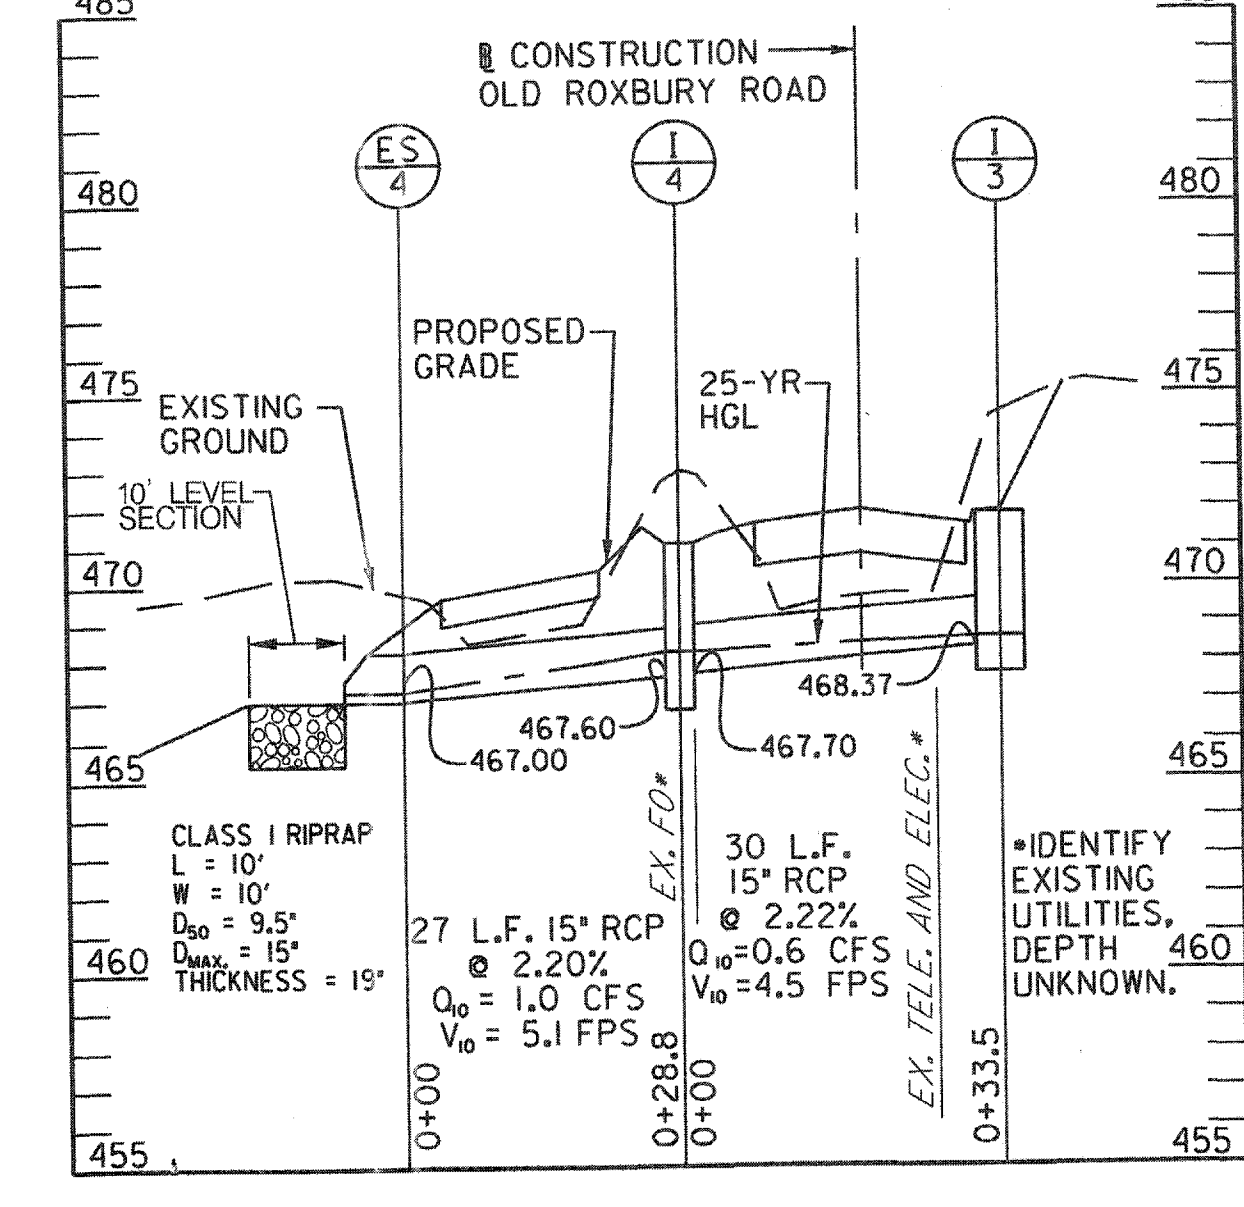 485
℄ CONSTRUCTION
OLD ROXBURY ROAD
ES
4
I
4
I
3
480
480
PROPOSED
GRADE
475
475
25-YR
HGL
EXISTING
GROUND
10' LEVEL
SECTION
470
470
468.37
467.60
467.70
467.00
465
465
EX. FO*
EX. TELE. AND ELEC.*
CLASS I RIPRAP
L = 10'
W = 10'
D50 = 9.5"
DMAX. = 15"
THICKNESS = 19"
27 L.F. 15" RCP
@ 2.20%
Q10 = 1.0 CFS
V10 = 5.1 FPS
30 L.F.
15" RCP
@ 2.22%
Q10=0.6 CFS
V10=4.5 FPS
*IDENTIFY
EXISTING
UTILITIES,
DEPTH
UNKNOWN.
460
460
0+00
0+28.8
0+00
0+33.5
455
455